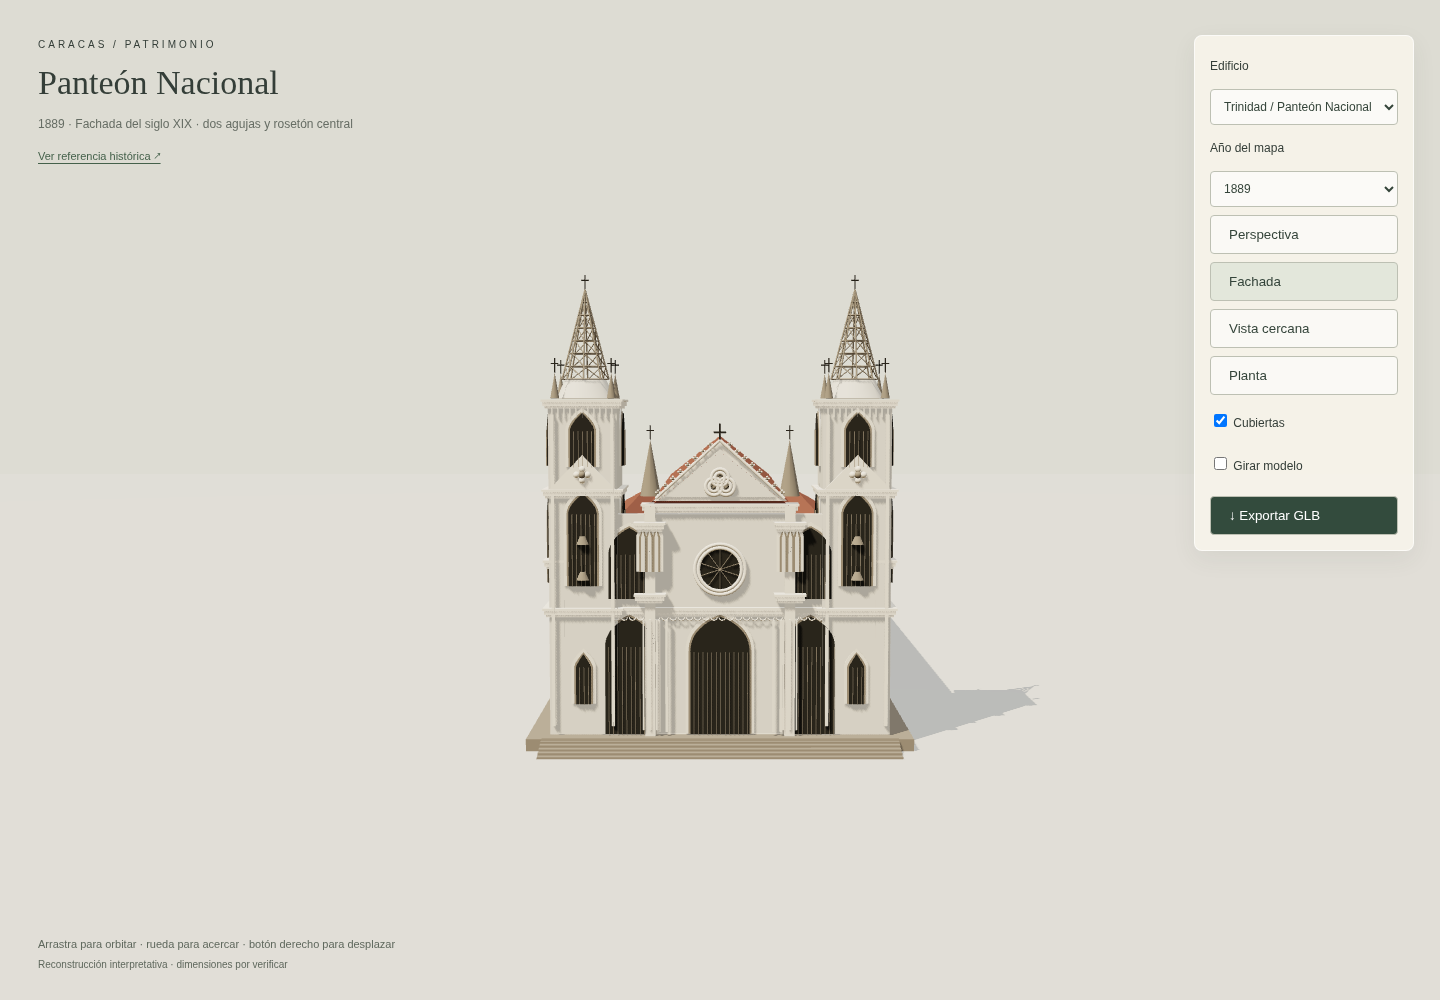 CARACAS / PATRIMONIO
Panteón Nacional
1889 · Fachada del siglo XIX · dos agujas y rosetón central
Ver referencia histórica ↗
Edificio
Trinidad / Panteón Nacional
Año del mapa
1889
Perspectiva
Fachada
Vista cercana
Planta
Cubiertas
Girar modelo
↓ Exportar GLB
Arrastra para orbitar · rueda para acercar · botón derecho para desplazar
Reconstrucción interpretativa · dimensiones por verificar